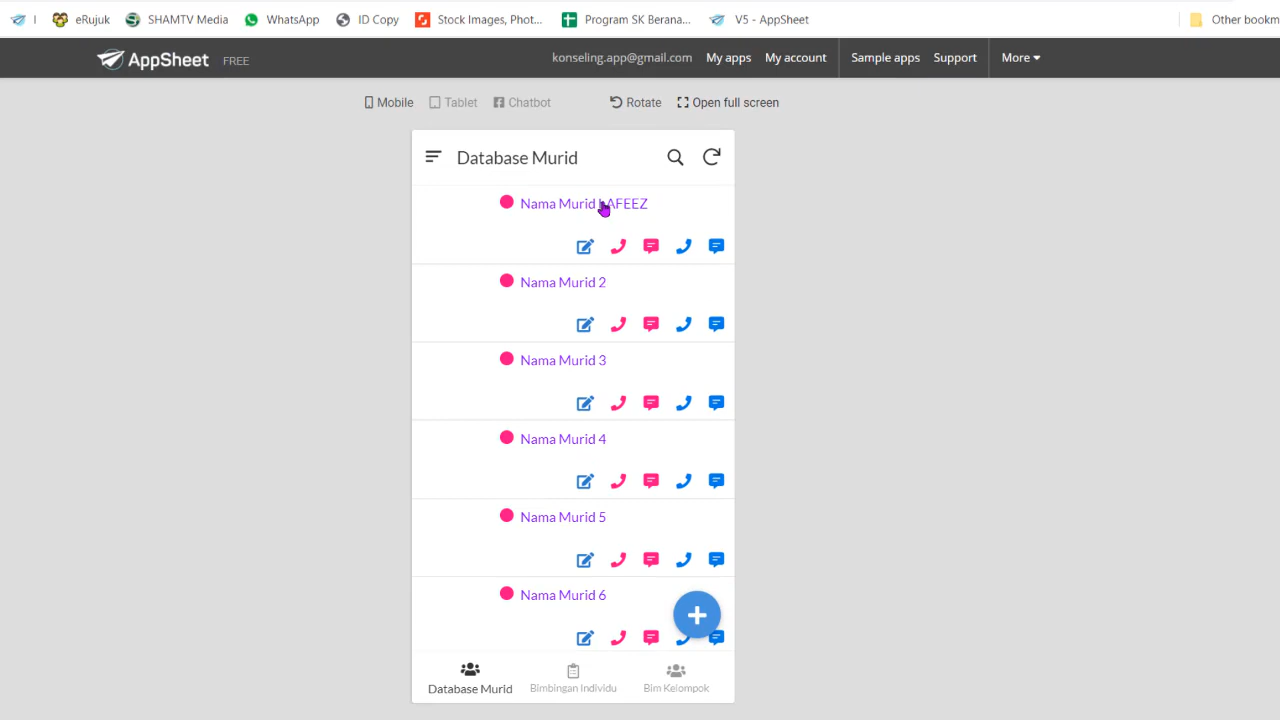 I eRujuk SHAMTV Media WhatsApp ID Copy Stock Images, Phot... Program SK Berana... V5 - AppSheet Other bookm
AppSheet FREE konseling.app@gmail.com My apps My account Sample apps Support More
Mobile Tablet Chatbot Rotate Open full screen
Database Murid
Nama Murid AFEEZ
Nama Murid 2
Nama Murid 3
Nama Murid 4
Nama Murid 5
Nama Murid 6
Database Murid Bimbingan Individu Bim Kelompok